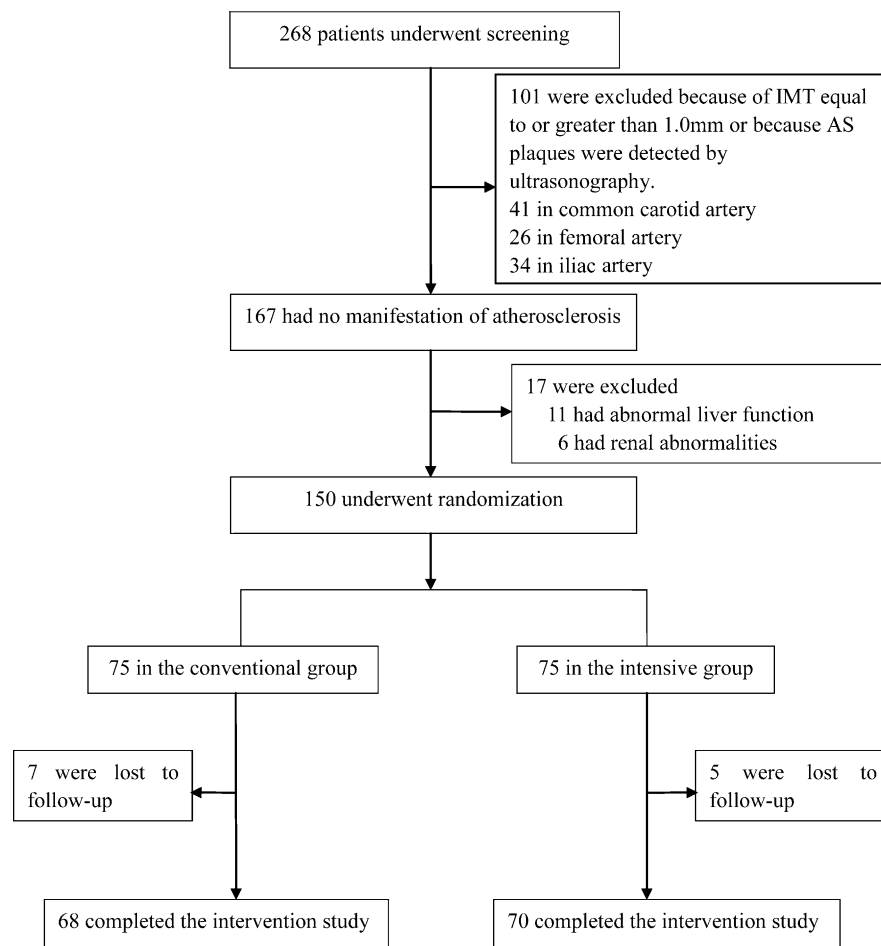 268 patients underwent screening
101 were excluded because of IMT equal
to or greater than 1.0mm or because AS
plaques were detected by
ultrasonography.
41 in common carotid artery
26 in femoral artery
34 in iliac artery
167 had no manifestation of atherosclerosis
17 were excluded
11 had abnormal liver function
6 had renal abnormalities
150 underwent randomization
75 in the conventional group
75 in the intensive group
7 were lost to
follow-up
5 were lost to
follow-up
68 completed the intervention study
70 completed the intervention study